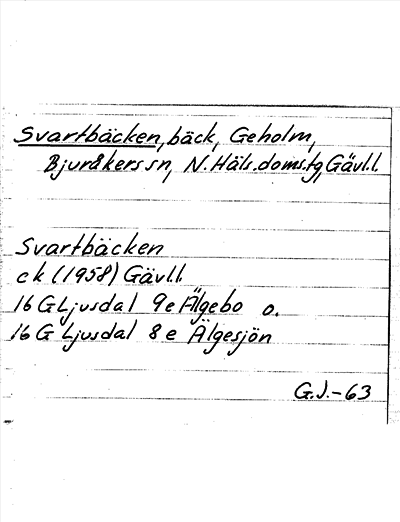 Svartbäcken, bäck, Geholm,
Bjuråkers sn, N. Häls. doms. tg, Gävl.l.
Svartbäcken
ek (1958) Gävl.l.
16 G Ljusdal 9e Älgebo o.
16 G Ljusdal 8e Älgesjön
G.J.-63